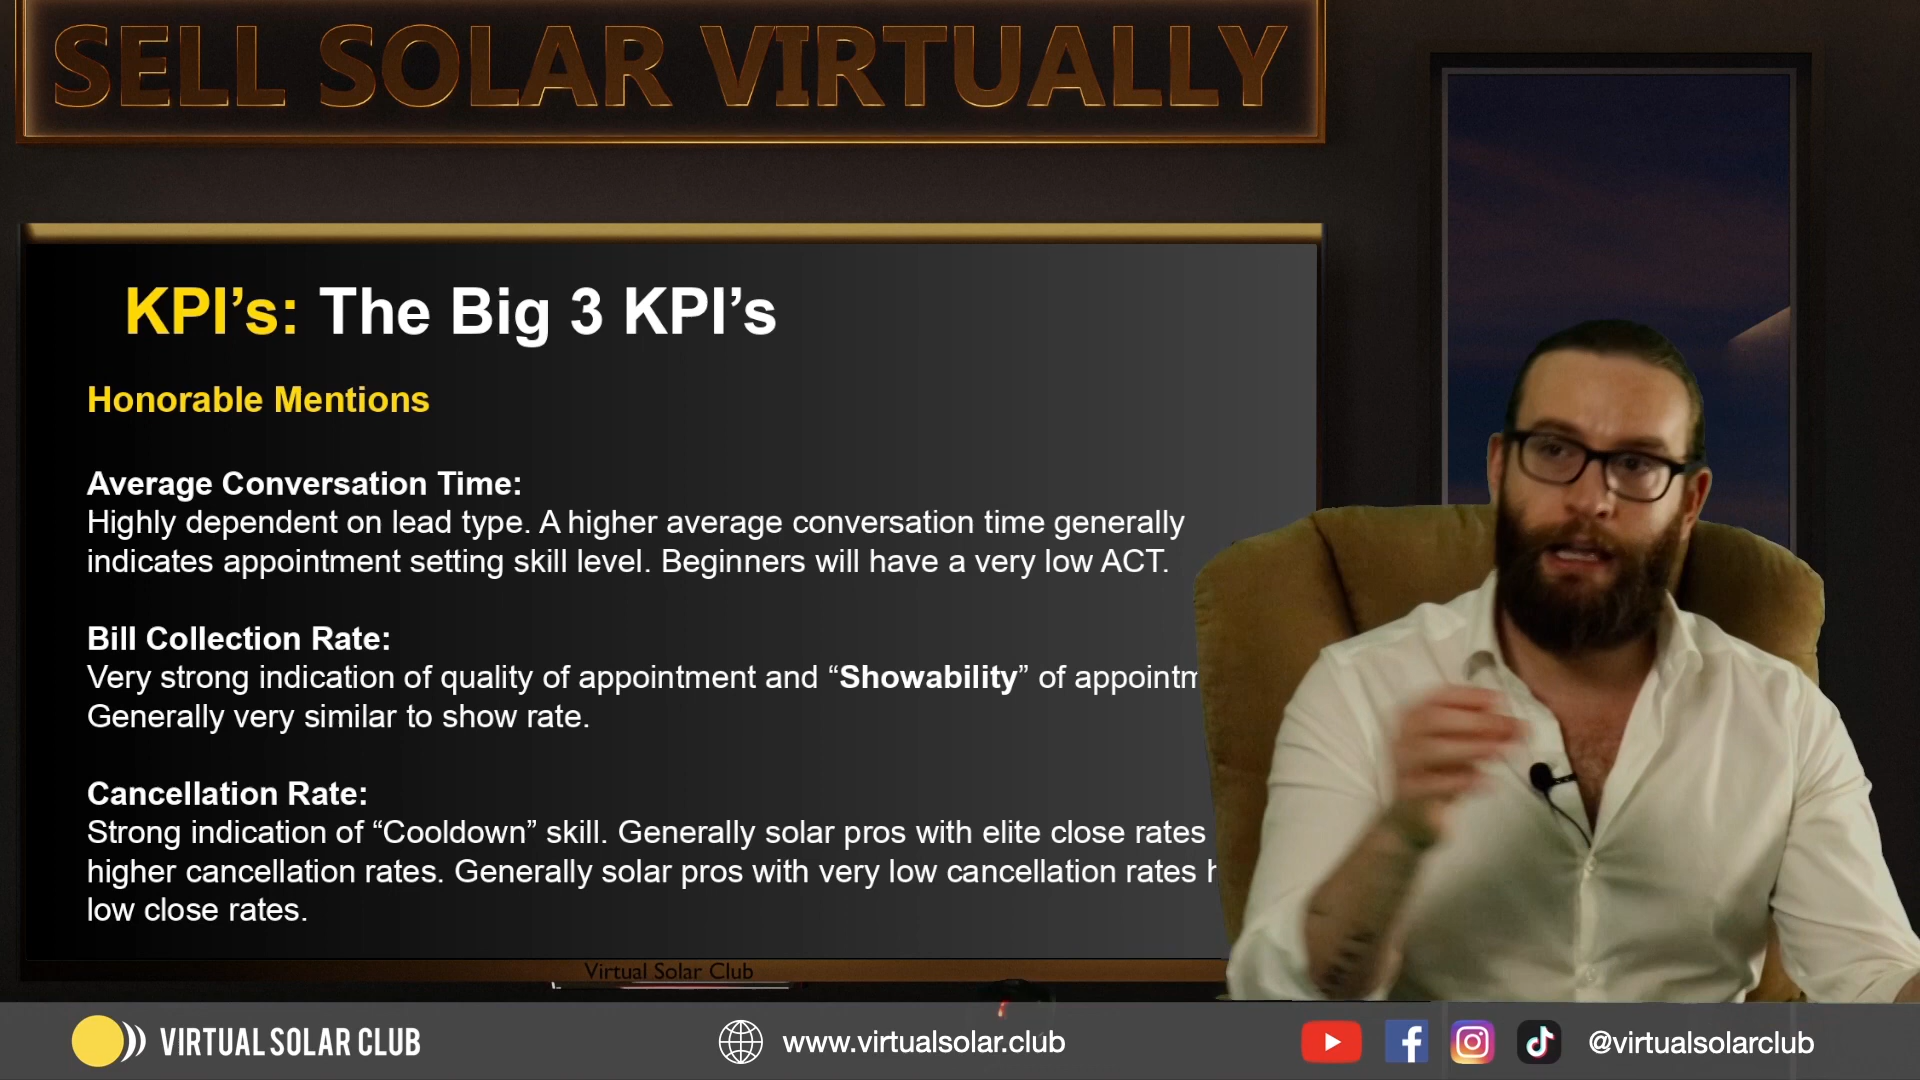 SELL SOLAR VIRTUALLY
KPI’s: The Big 3 KPI’s
Honorable Mentions
Average Conversation Time:
Highly dependent on lead type. A higher average conversation time generally
indicates appointment setting skill level. Beginners will have a very low ACT.
Bill Collection Rate:
Very strong indication of quality of appointment and “Showability” of
Generally very similar to show rate.
Cancellation Rate:
Strong indication of “Cooldown” skill. Generally solar pros with elite close rates
higher cancellation rates. Generally solar pros with very low cancellation rates
low close rates.
Virtual Solar Club
VIRTUAL SOLAR CLUB
www.virtualsolar.club
@virtualsolarclub